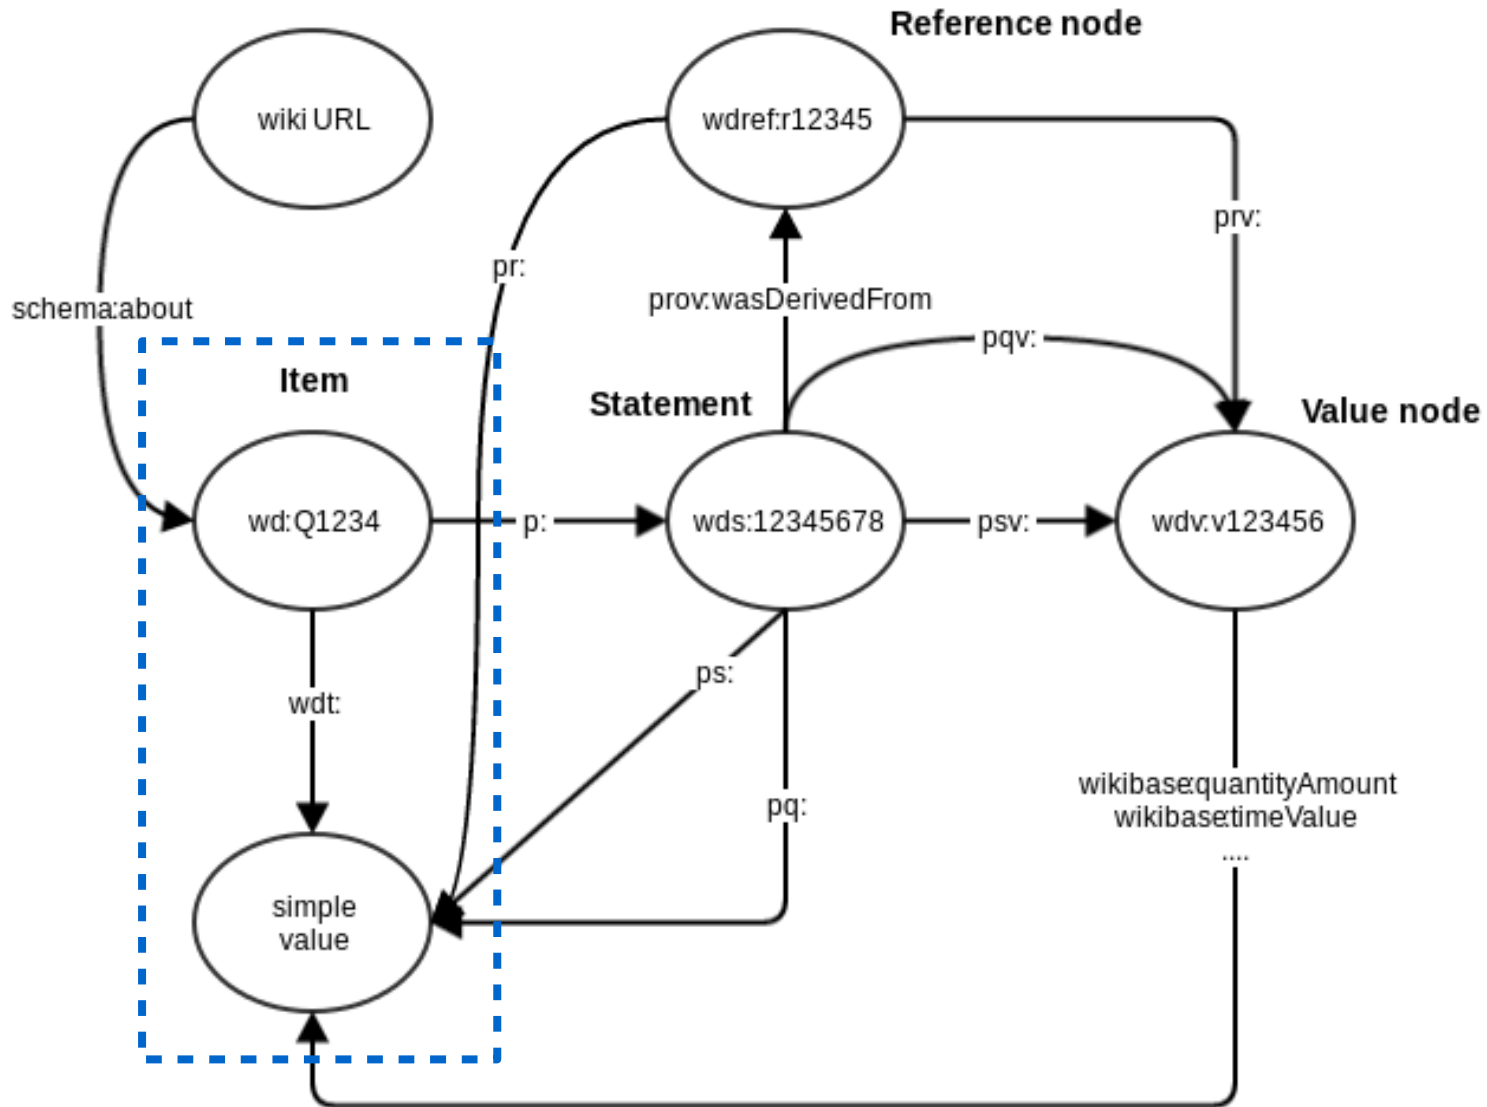 Reference node
wiki URL
wdref:r12345
prv:
pr:
prov:wasDerivedFrom
schema:about
pqv:
Item
Statement
Value node
wd:Q1234
p:
wds:12345678
psv:
wdv:v123456
ps:
wdt:
wikibase:quantityAmount
wikibase:timeValue
....
pq:
simple
value